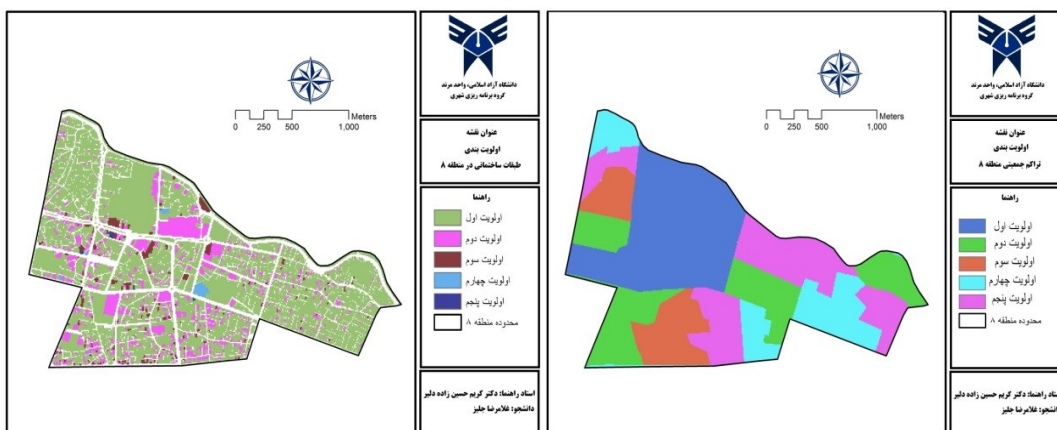 دانشگاه آزاد اسلامی، واحد مرند
گروه برنامه ریزی شهری
Meters
0 250 500 1,000
عنوان نقشه
اولویت بندی
طبقات ساختمانی در منطقه ۸
راهنما
اولویت اول
اولویت دوم
اولویت سوم
اولویت چهارم
اولویت پنجم
محدوده منطقه ۸
استاد راهنما: دکتر کریم حسین زاده دلیر
دانشجو: غلامرضا جلیز
دانشگاه آزاد اسلامی، واحد مرند
گروه برنامه ریزی شهری
Meters
0 250 500 1,000
عنوان نقشه
اولویت بندی
تراکم جمعیتی منطقه ۸
راهنما
اولویت اول
اولویت دوم
اولویت سوم
اولویت چهارم
اولویت پنجم
محدوده منطقه ۸
ستاد راهنما: دکتر کریم حسین زاده دلیر
دانشجو: غلامرضا جلیز